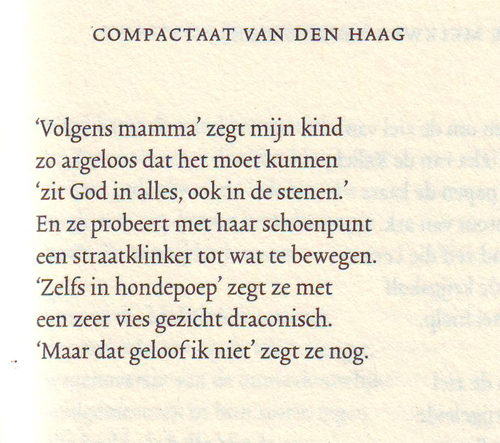 COMPACTAAT VAN DEN HAAG
‘Volgens mamma’ zegt mijn kind
zo argeloos dat het moet kunnen
‘zit God in alles, ook in de stenen.’
En ze probeert met haar schoenpunt
een straatklinker tot wat te bewegen.
‘Zelfs in hondepoep’ zegt ze met
een zeer vies gezicht draconisch.
‘Maar dat geloof ik niet’ zegt ze nog.